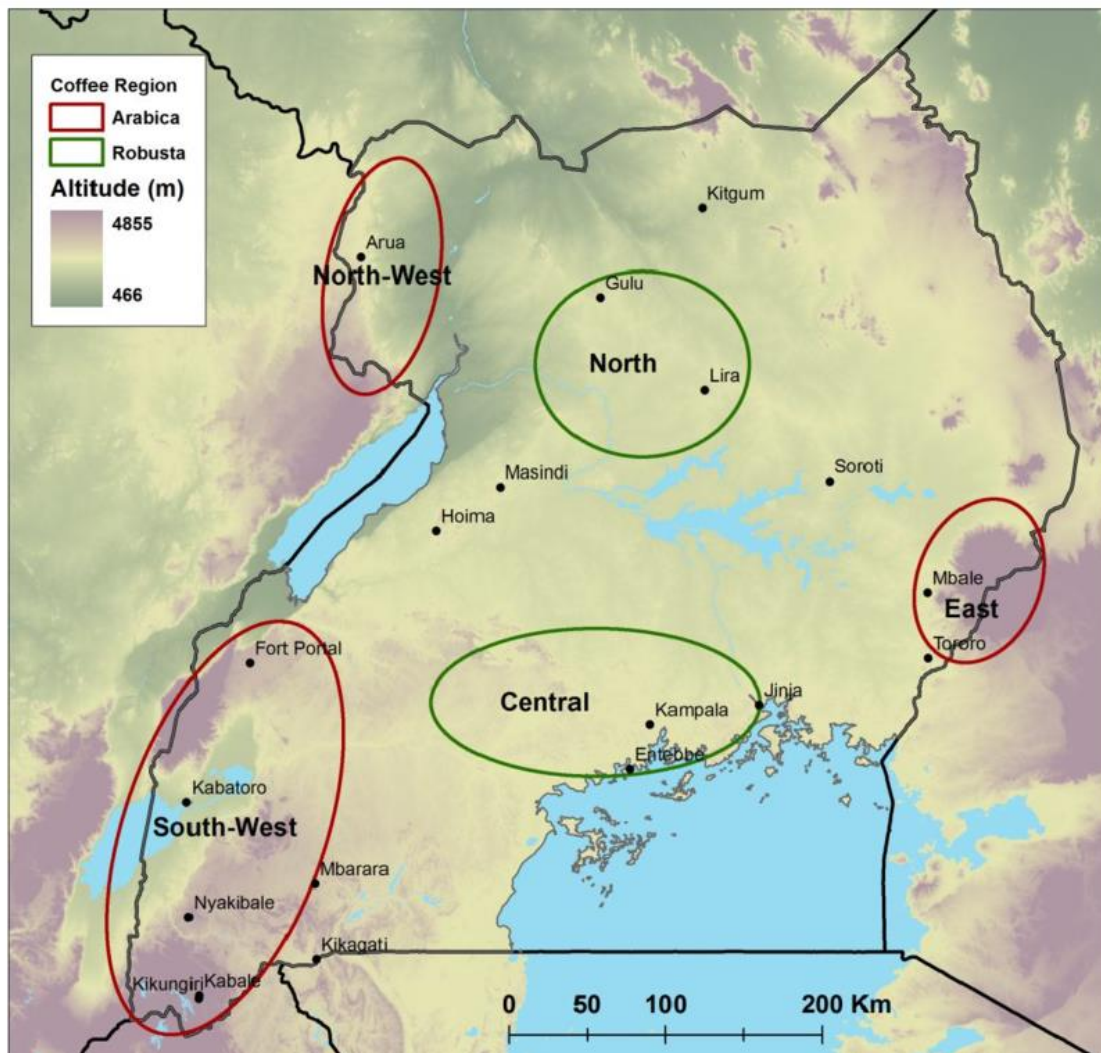 Coffee Region
Arabica
Robusta
Altitude (m)
4855
466
Kitgum
Arua
North-West
Gulu
North
Lira
Soroti
Masindi
Hoima
Mbale
East
Fort Portal
Tororo
Central
Jinja
Kampala
Entebbe
Kabatoro
South-West
Mbarara
Nyakibale
Kikagati
Kikungiri
Kabale
0 50 100 200 Km